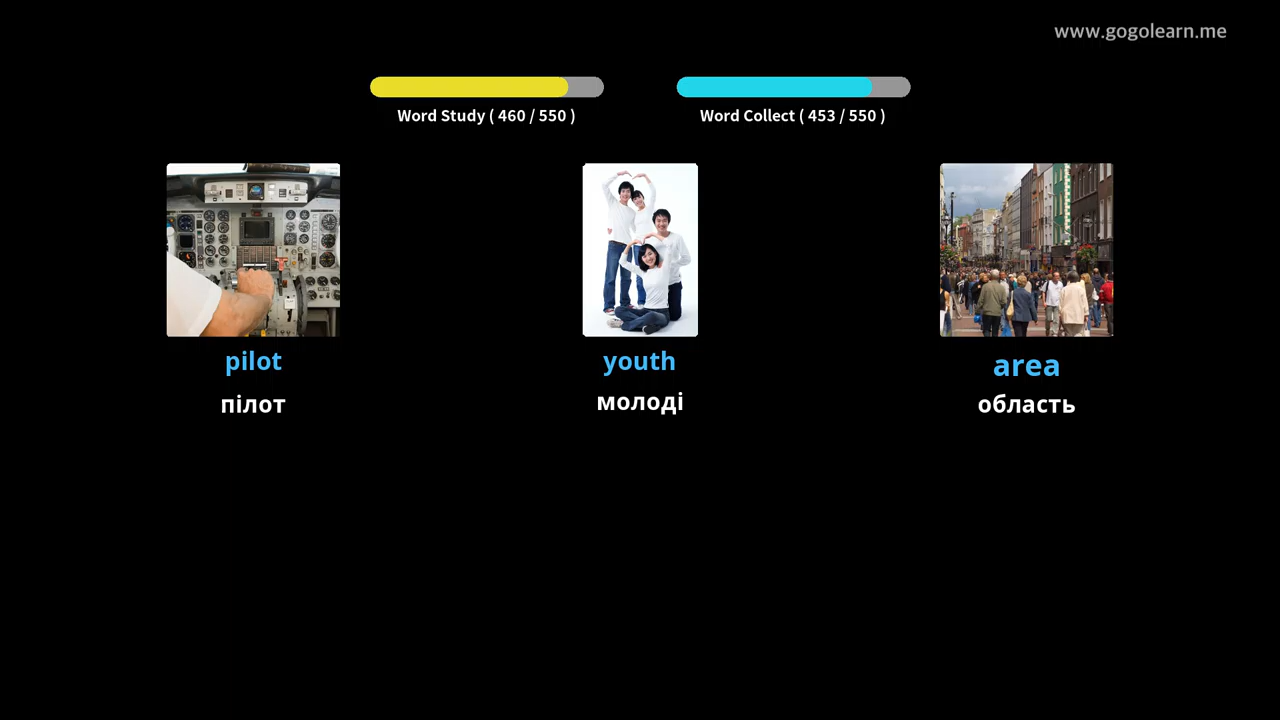 www.gogolearn.me
Word Study ( 460 / 550 )
Word Collect ( 453 / 550 )
pilot
пілот
youth
молоді
area
область